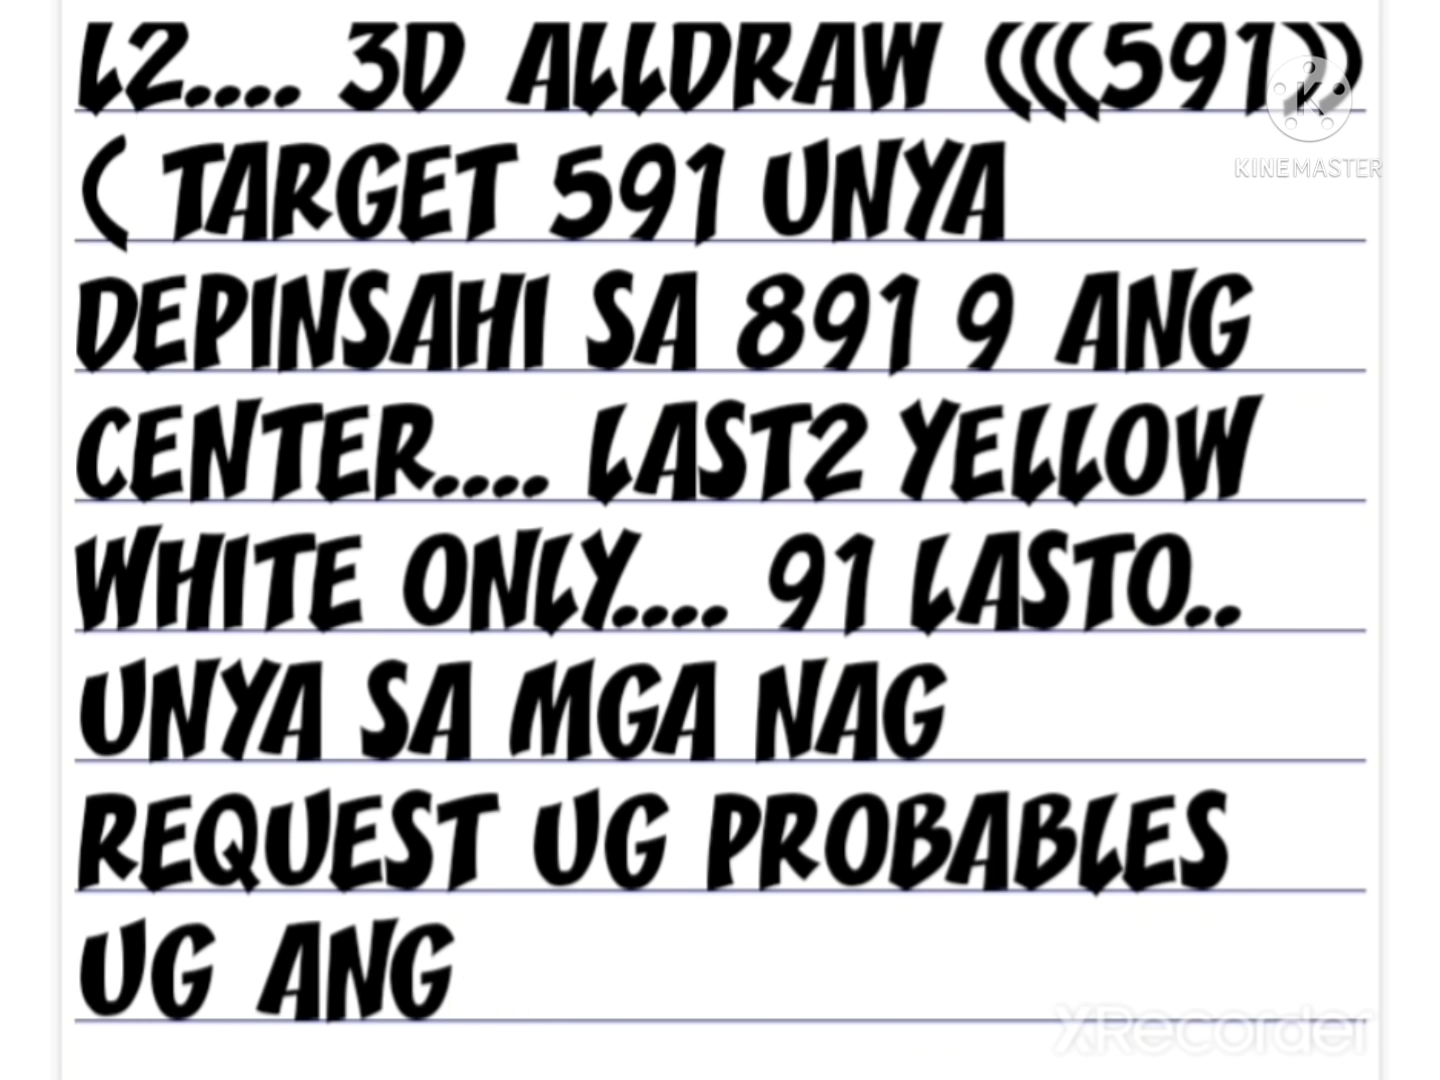 L2.... 3D ALLDRAW (((591))
( TARGET 591 UNYA
DEPINSAHI SA 891 9 ANG
CENTER.... LAST2 YELLOW
WHITE ONLY.... 91 LASTO..
UNYA SA MGA NAG
REQUEST UG PROBABLES
UG ANG
KINEMASTER
XRecorder